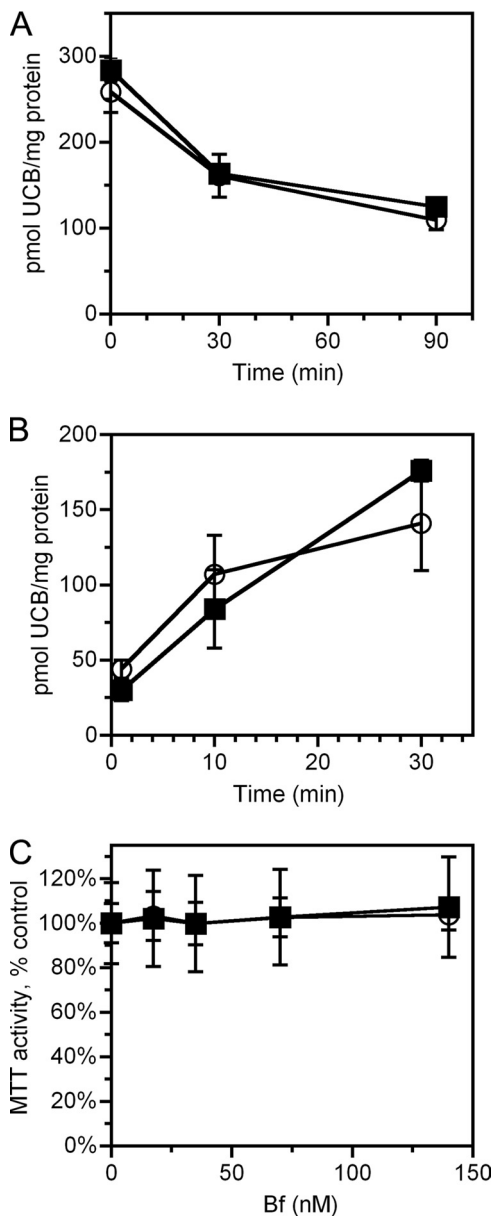 A
300
200
100
0
pmol UCB/mg protein
0 30 60 90
Time (min)
B
200
150
100
50
0
pmol UCB/mg protein
0 10 20 30
Time (min)
C
120%
100%
80%
60%
40%
20%
0%
MTT activity, % control
0 50 100 150
Bf (nM)